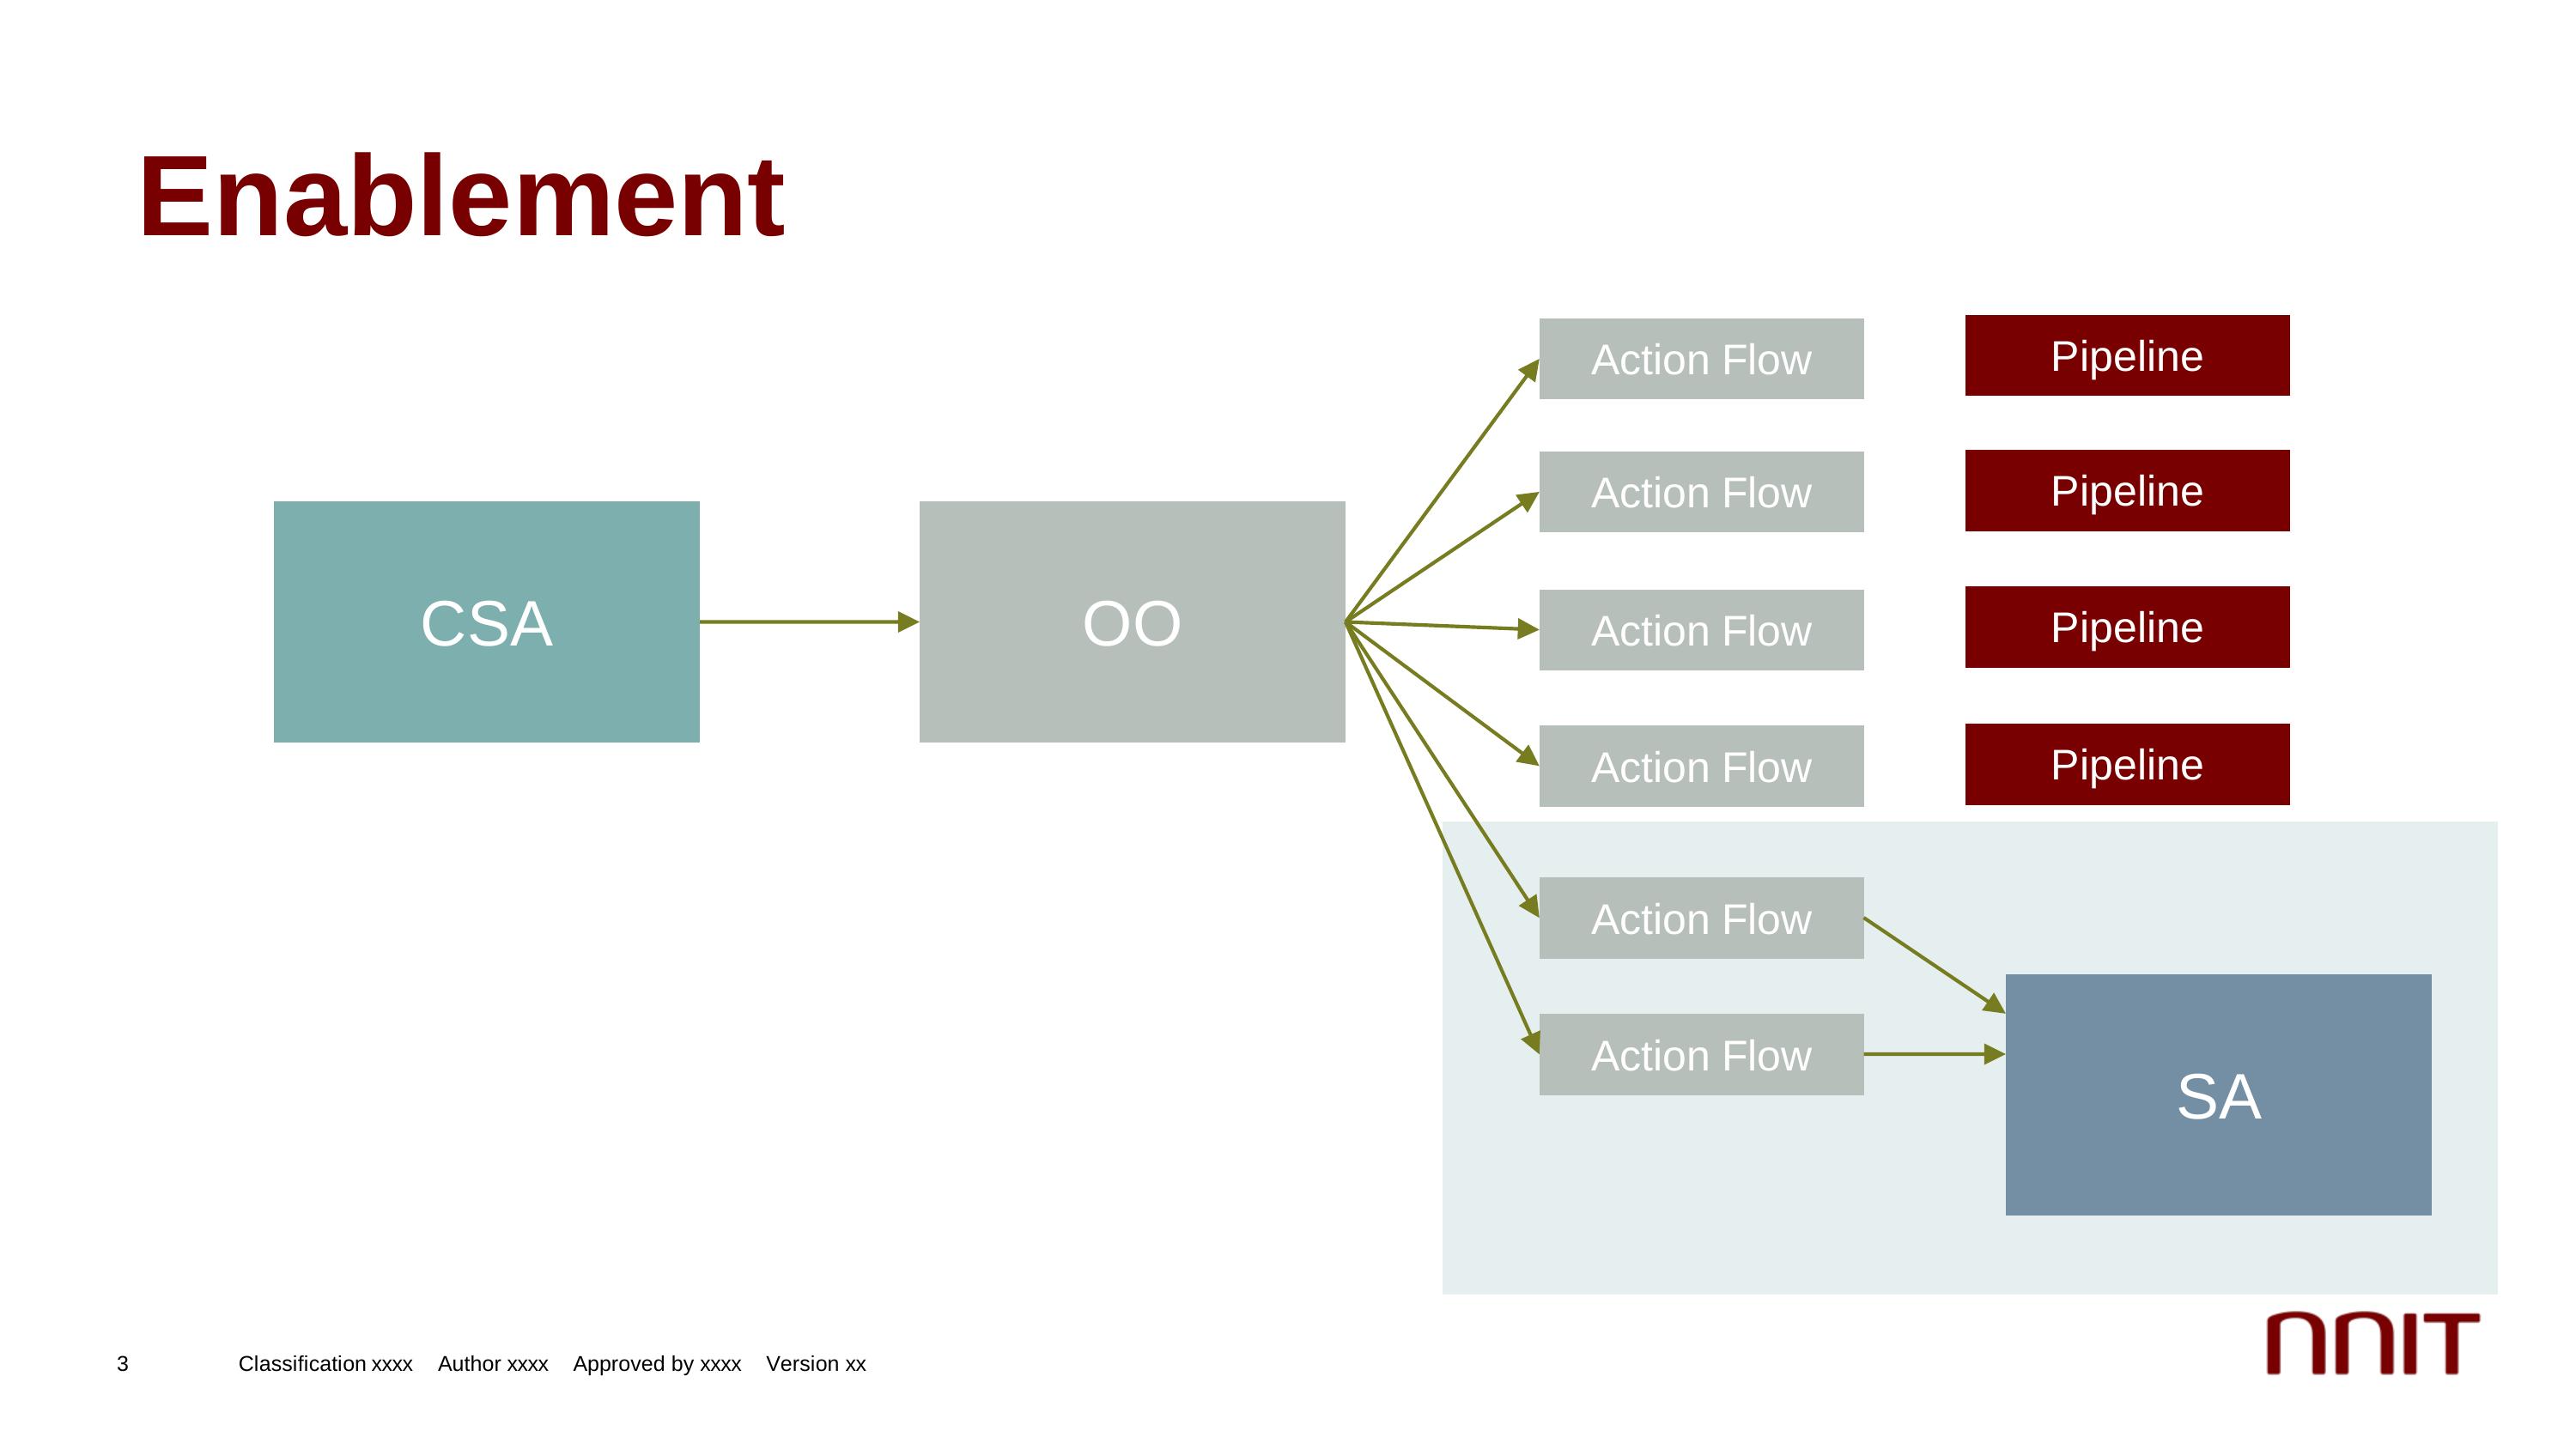 Enablement
Action Flow
Pipeline
Action Flow
Pipeline
CSA
OO
Action Flow
Pipeline
Action Flow
Pipeline
Action Flow
Action Flow
SA
3 Classification xxxx Author xxxx Approved by xxxx Version xx
nnIT